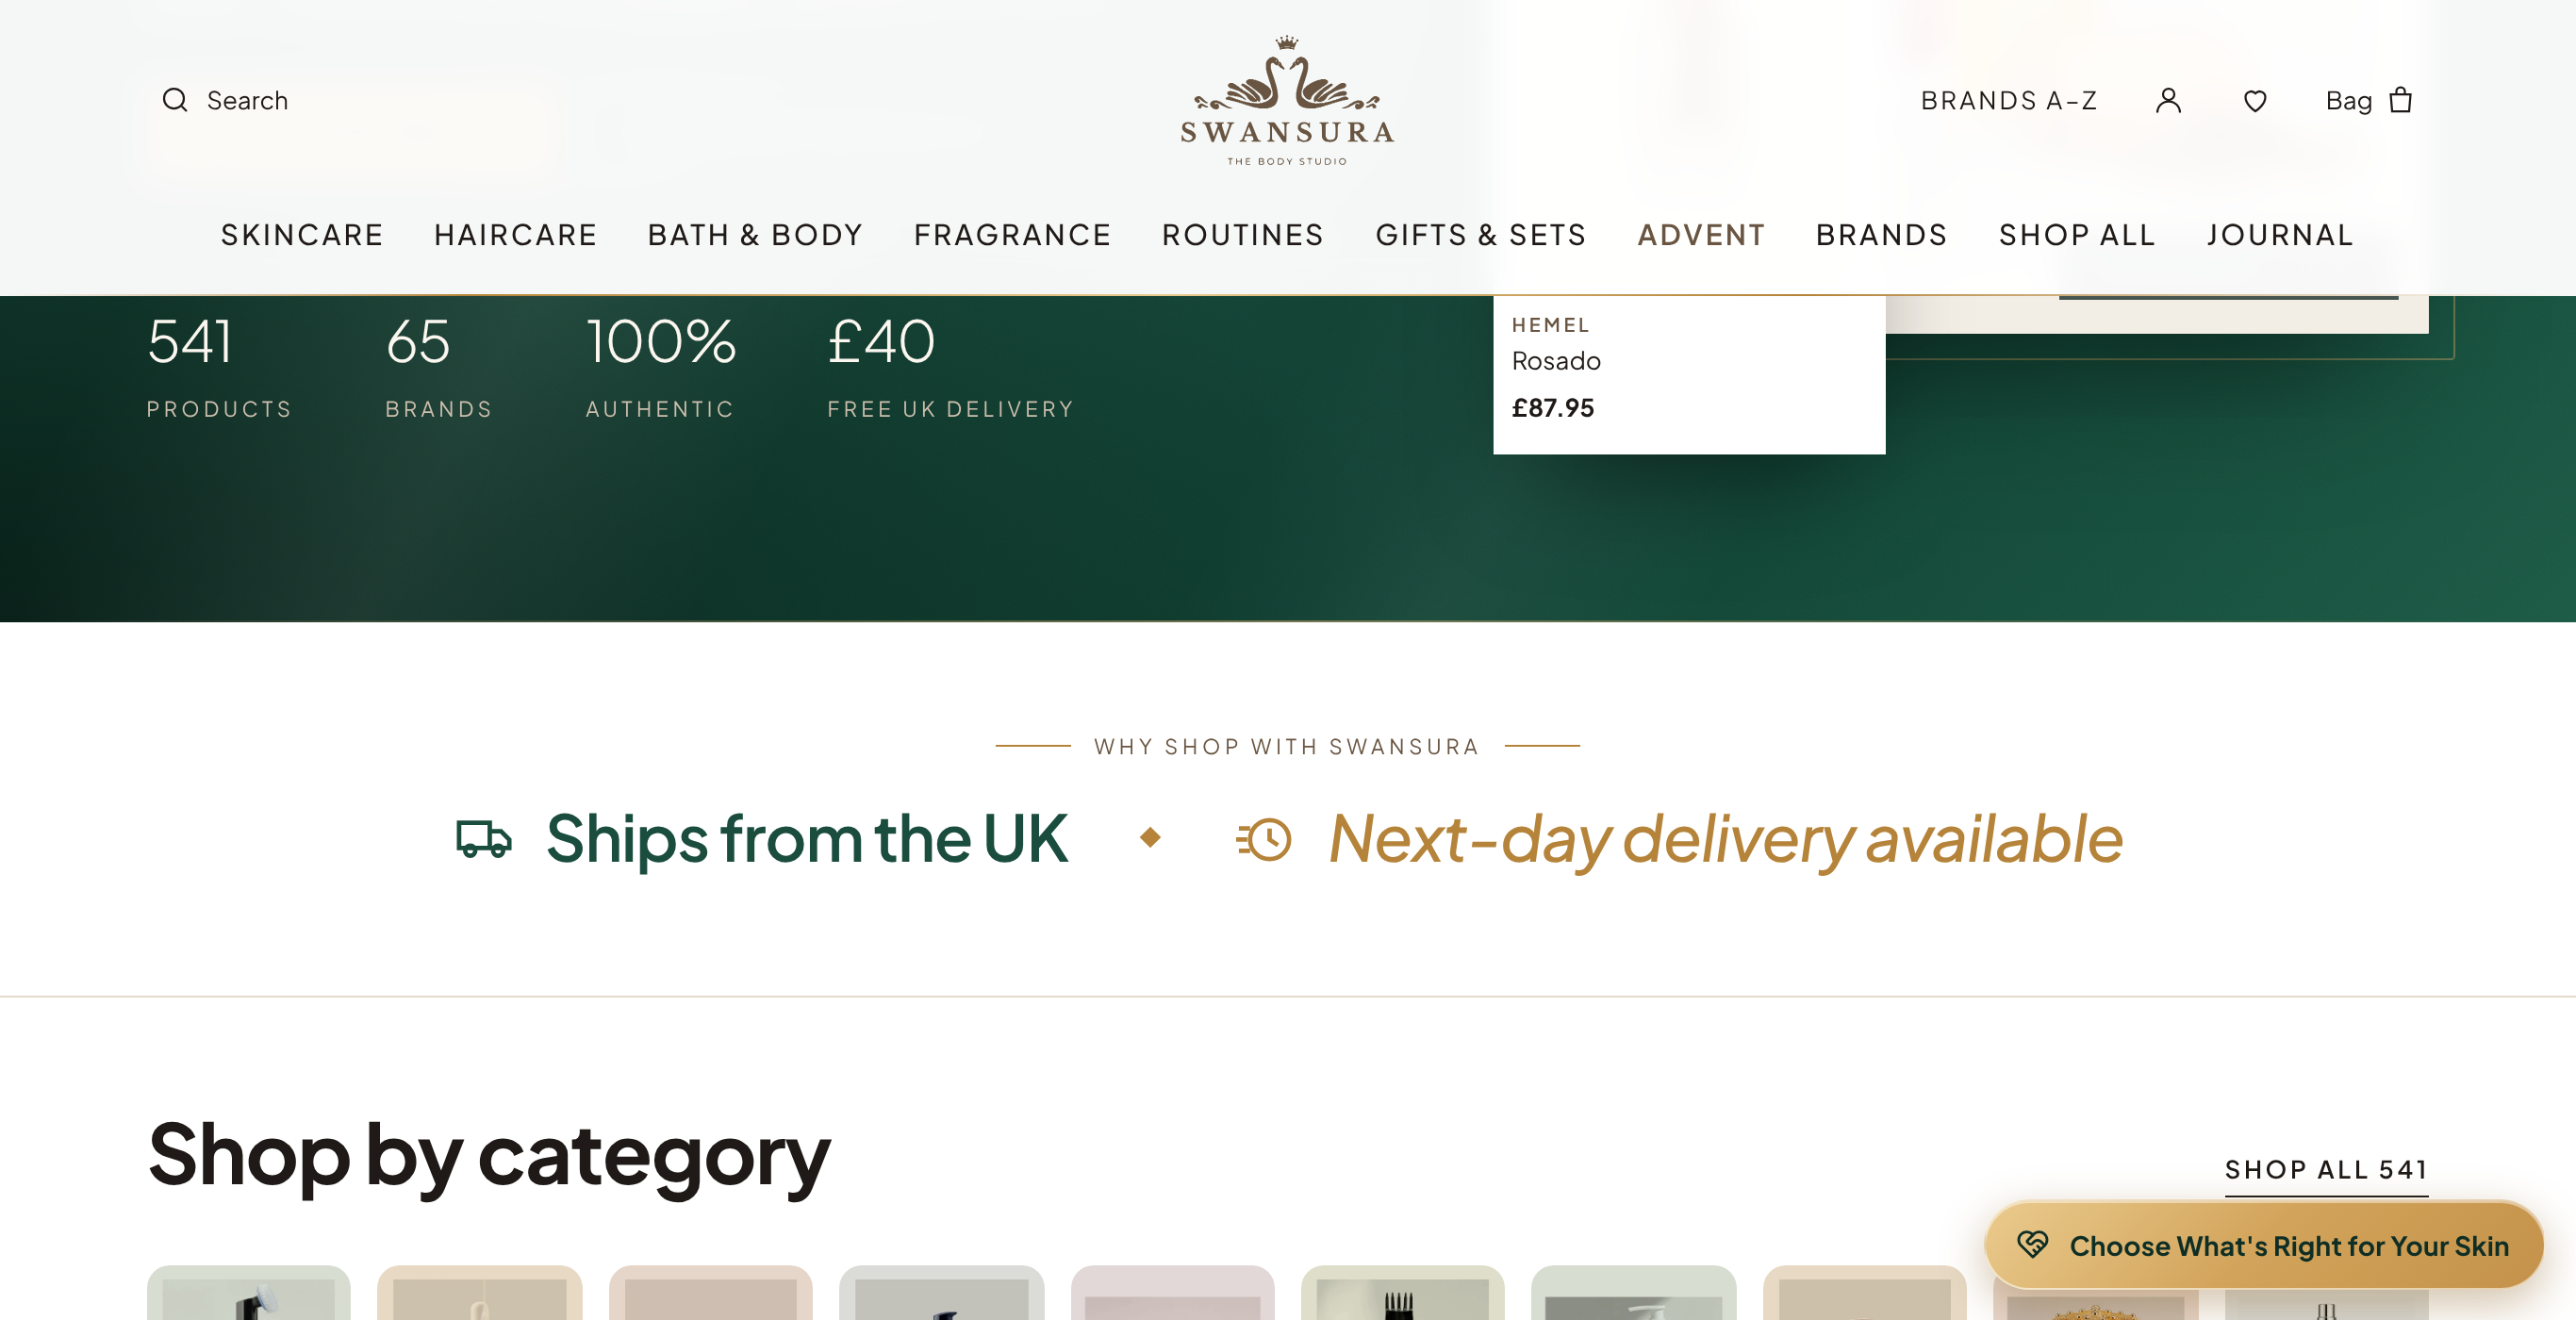 Search
SWANSURA
THE BODY STUDIO
BRANDS A–Z
Bag
SKINCARE HAIRCARE BATH & BODY FRAGRANCE ROUTINES GIFTS & SETS ADVENT BRANDS SHOP ALL JOURNAL
541 65 100% £40
PRODUCTS BRANDS AUTHENTIC FREE UK DELIVERY
HEMEL
Rosado
£87.95
WHY SHOP WITH SWANSURA
Ships from the UK
Next-day delivery available
Shop by category
SHOP ALL 541
Choose What's Right for Your Skin